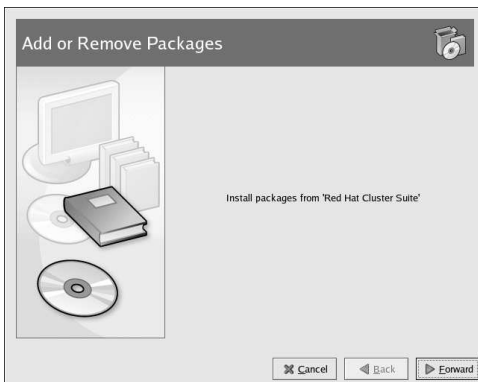 Add or Remove Packages
Install packages from 'Red Hat Cluster Suite'
Cancel
Back
Forward